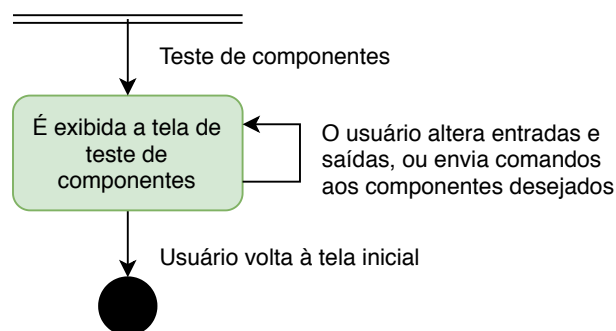 Teste de componentes
É exibida a tela de
teste de
componentes
O usuário altera entradas e
saídas, ou envia comandos
aos componentes desejados
Usuário volta à tela inicial